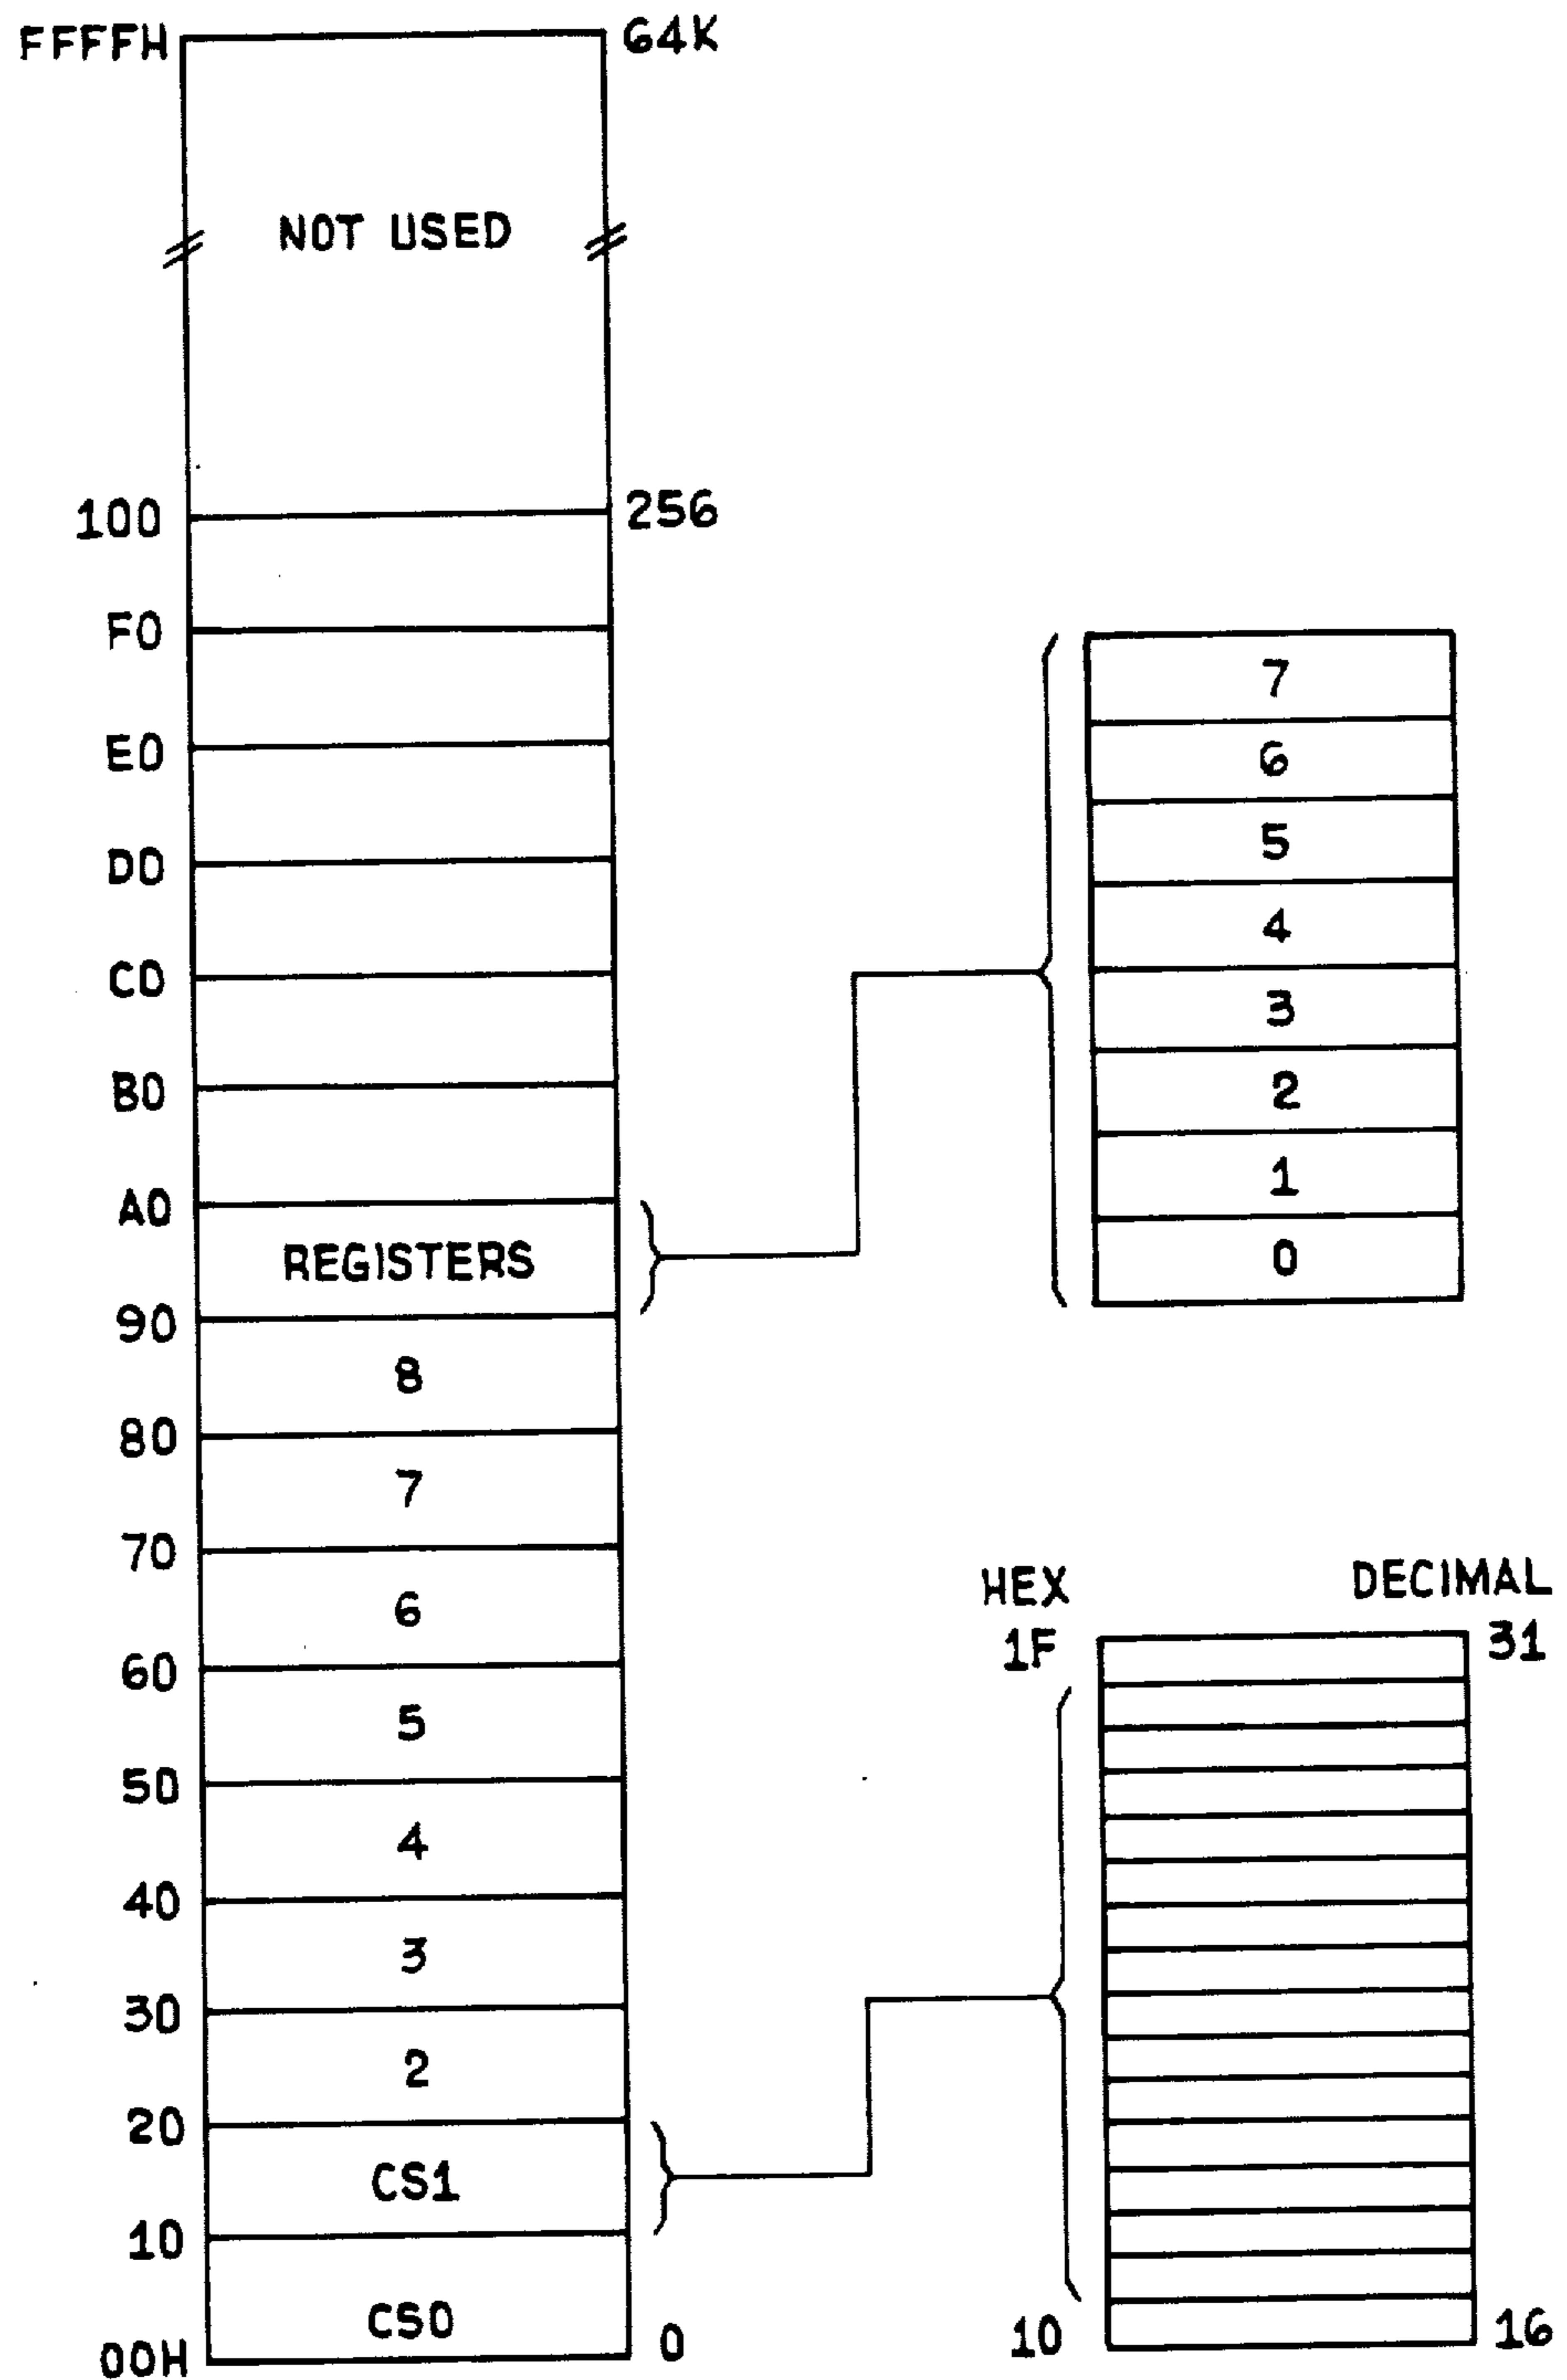 FFFFH 64K
NOT USED
100 256
F0
E0
D0
C0
B0
A0
REGISTERS
90
8
80
7
70
6
60
5
50
4
40
3
30
2
20
CS1
10
CS0
00H 0
7
6
5
4
3
2
1
0
HEX DECIMAL
1F 31
10 16